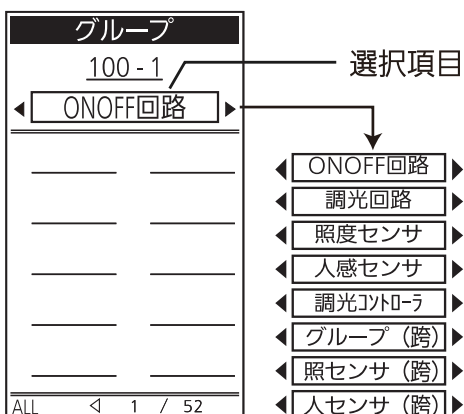 グループ
100 - 1
ONOFF回路
ALL ◁ 1 / 52
選択項目
ONOFF回路
調光回路
照度センサ
人感センサ
調光コントローラ
グループ (跨)
照センサ (跨)
人センサ (跨)